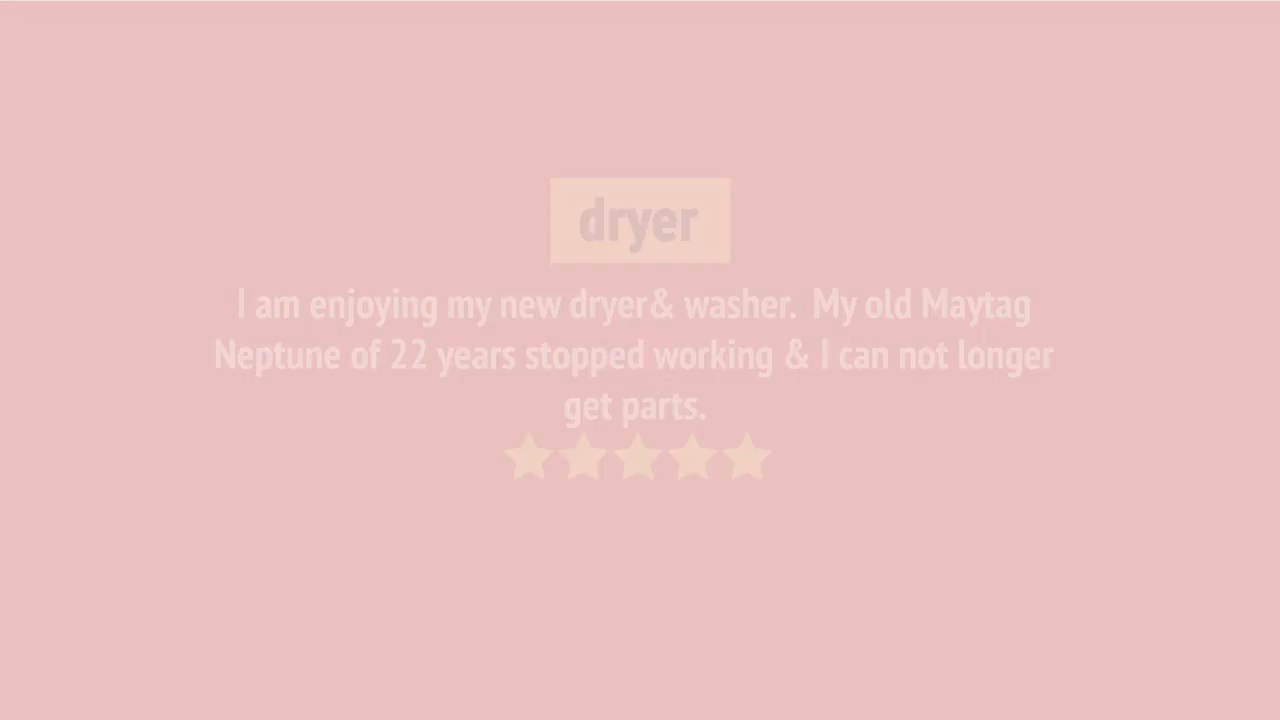 dryer
I am enjoying my new dryer& washer.  My old Maytag
Neptune of 22 years stopped working & I can not longer
get parts.